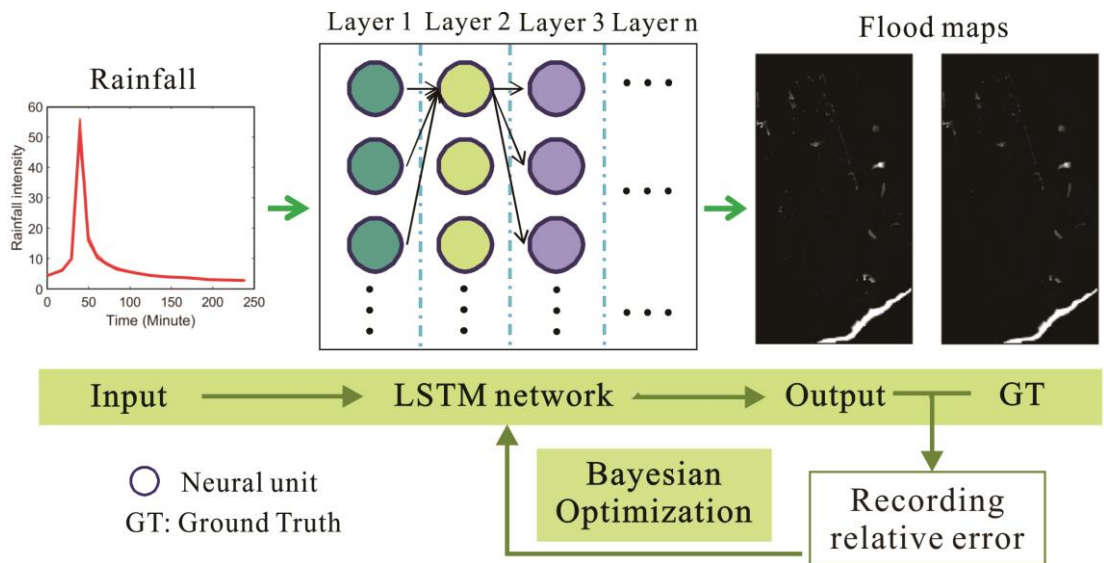 Layer 1 Layer 2 Layer 3 Layer n
Flood maps
Rainfall
60
50
40
30
20
10
0
Rainfall intensity
0 50 100 150 200 250
Time (Minute)
Input LSTM network Output GT
Neural unit
GT: Ground Truth
Bayesian
Optimization
Recording
relative error